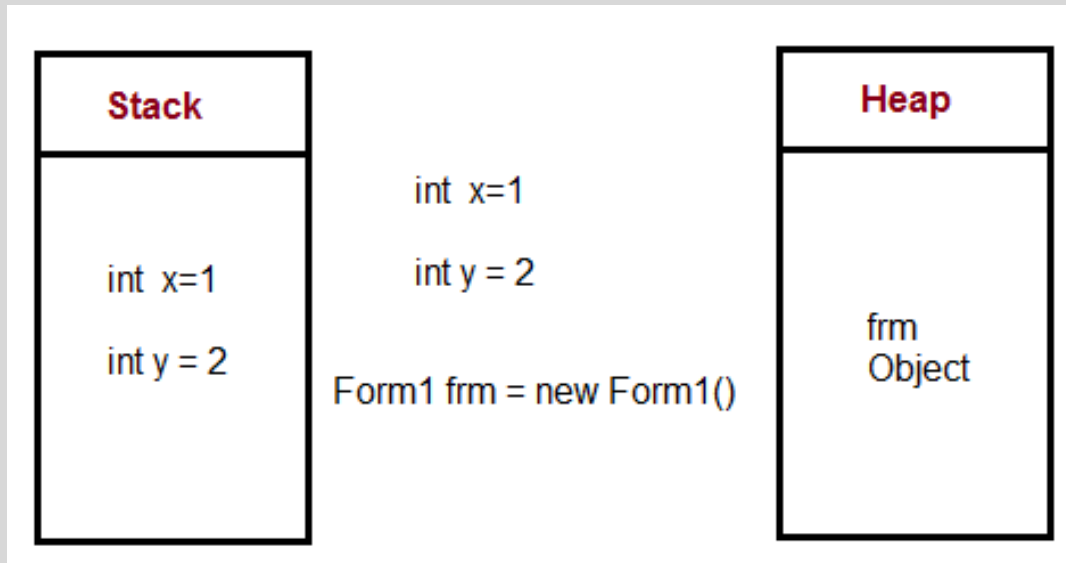 Stack
int x=1
int y = 2
int x=1
int y = 2
Form1 frm = new Form1()
Heap
frm
Object